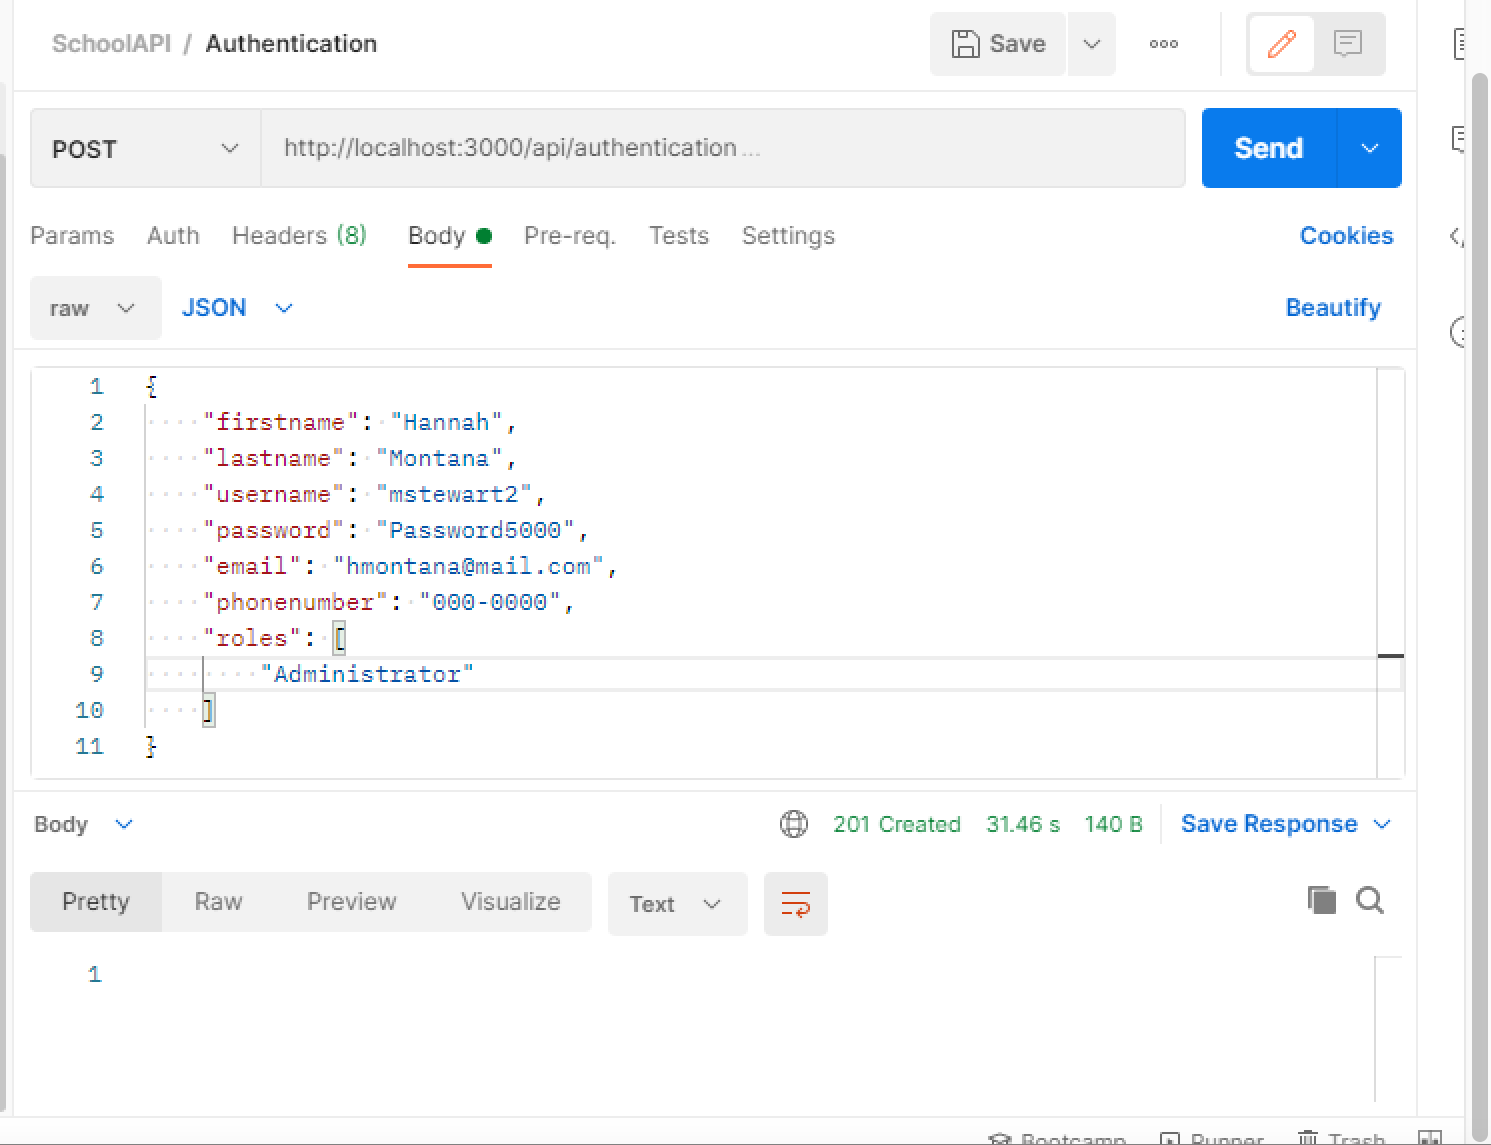 SchoolAPI / Authentication
Save
POST
http://localhost:3000/api/authentication ...
Send
Params Auth Headers (8) Body Pre-req. Tests Settings Cookies
raw JSON Beautify
1 {
2 "firstname": "Hannah",
3 "lastname": "Montana",
4 "username": "mstewart2",
5 "password": "Password5000",
6 "email": "hmontana@mail.com",
7 "phonenumber": "000-0000",
8 "roles": [
9 "Administrator"
10 ]
11 }
Body 201 Created 31.46 s 140 B Save Response
Pretty Raw Preview Visualize Text
1
Bootcamp Runner Trash